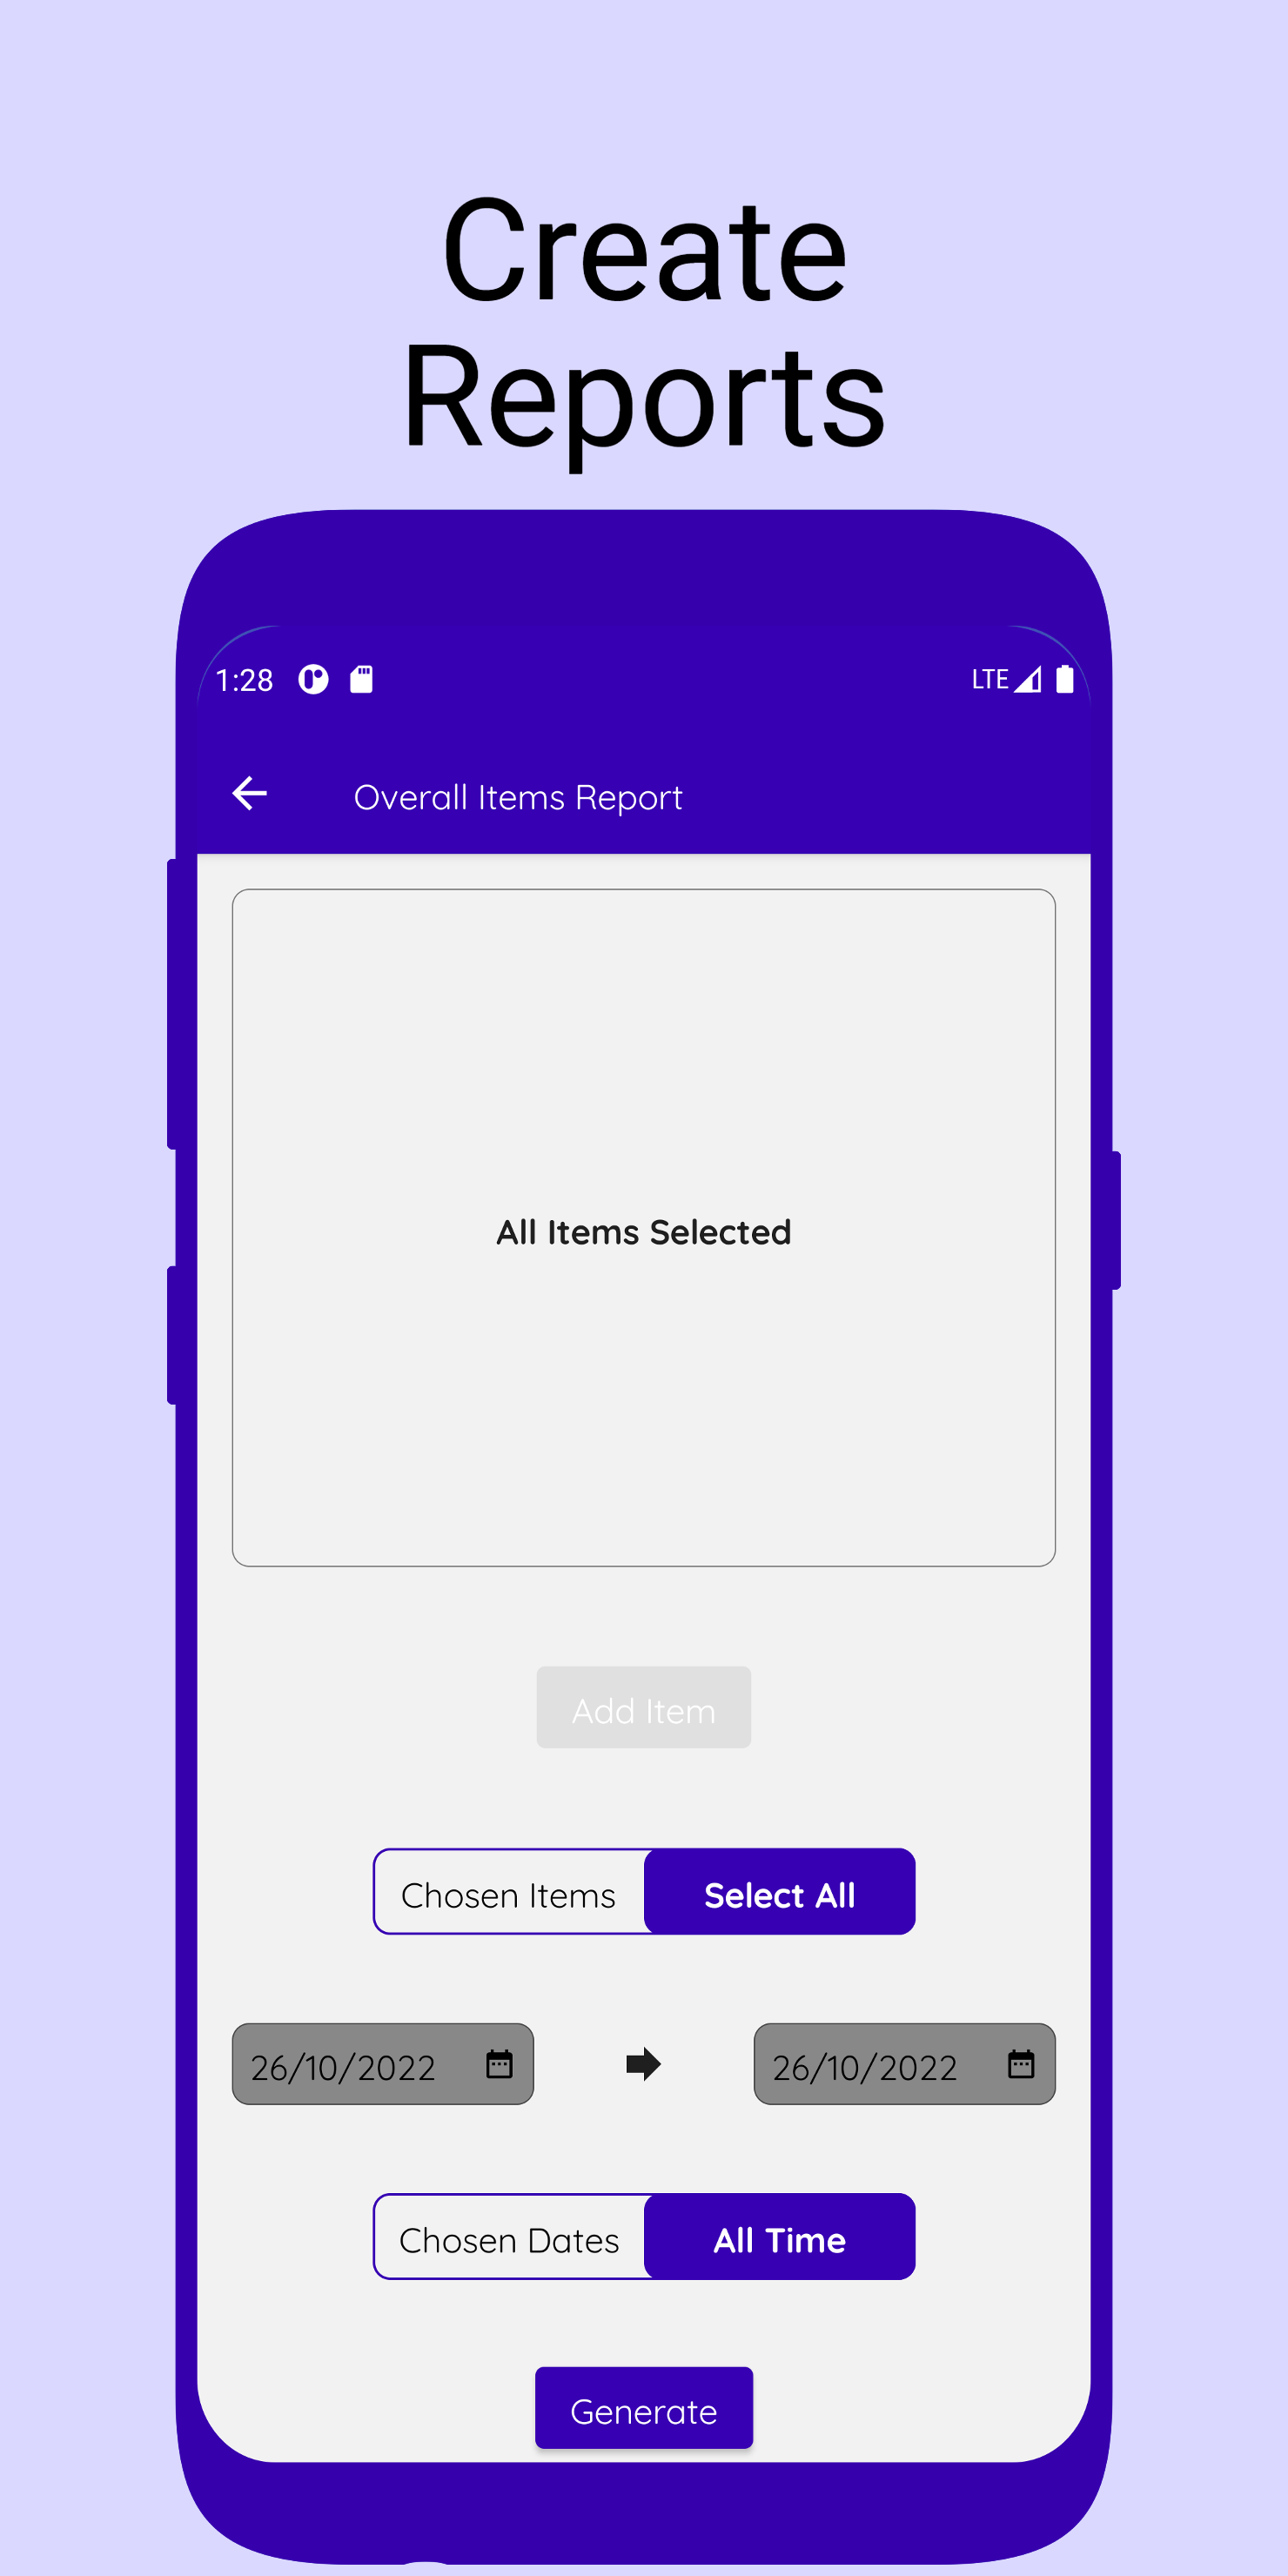 Create
Reports
1:28 LTE
Overall Items Report
All Items Selected
Add Item
Chosen Items Select All
26/10/2022 26/10/2022
Chosen Dates All Time
Generate